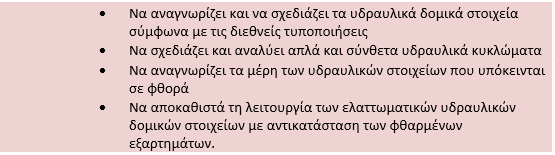 • Να αναγνωρίζει και να σχεδιάζει τα υδραυλικά δομικά στοιχεία
σύμφωνα με τις διεθνείς τυποποιήσεις
• Να σχεδιάζει και αναλύει απλά και σύνθετα υδραυλικά κυκλώματα
• Να αναγνωρίζει τα μέρη των υδραυλικών στοιχείων που υπόκεινται
σε φθορά
• Να αποκαθιστά τη λειτουργία των ελαττωματικών υδραυλικών
δομικών στοιχείων με αντικατάσταση των φθαρμένων
εξαρτημάτων.